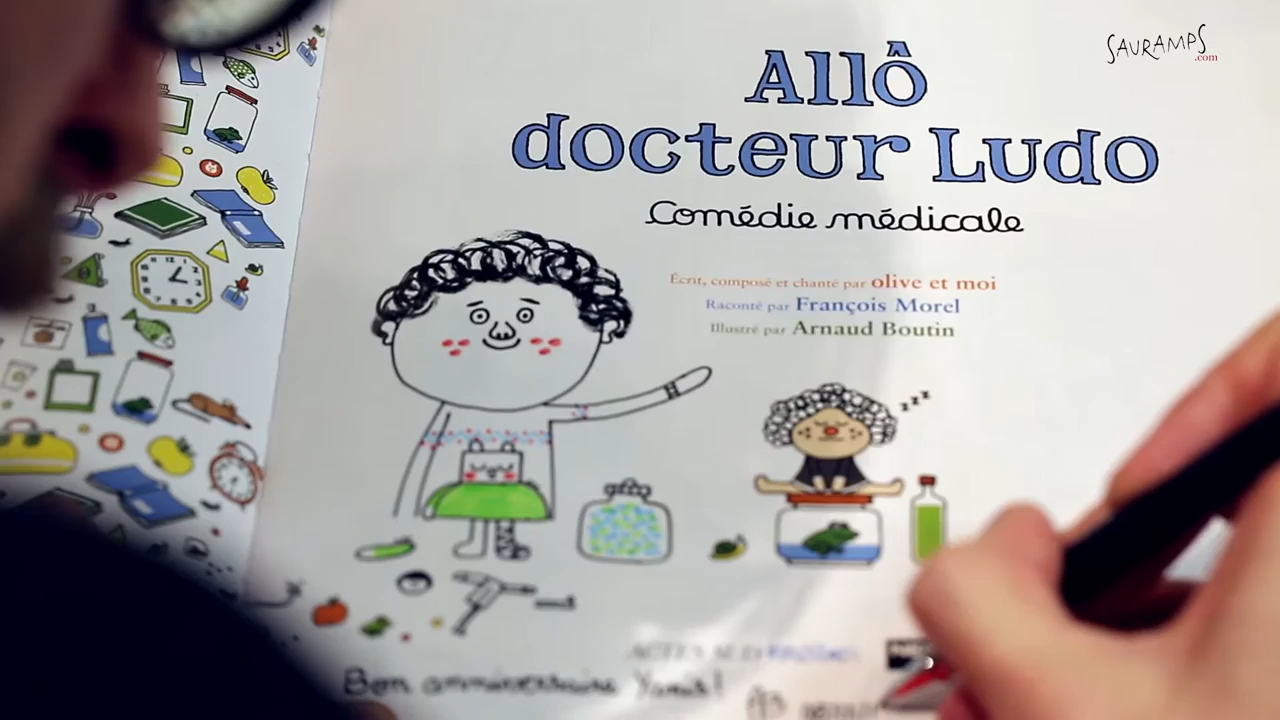 SAURAMPS
.com
Allô
docteur Ludo
Comédie médicale
Écrit, composé et chanté par olive et moi
Raconté par François Morel
Illustré par Arnaud Boutin
zzz
Bon anniversaire Yanis!